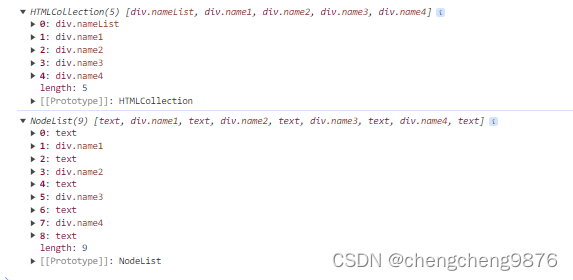 HTMLCollection(5) [div.nameList, div.name1, div.name2, div.name3, div.name4] i
0: div.nameList
1: div.name1
2: div.name2
3: div.name3
4: div.name4
length: 5
[[Prototype]]: HTMLCollection
NodeList(9) [text, div.name1, text, div.name2, text, div.name3, text, div.name4, text] i
0: text
1: div.name1
2: text
3: div.name2
4: text
5: div.name3
6: text
7: div.name4
8: text
length: 9
[[Prototype]]: NodeList
CSDN @chengcheng9876